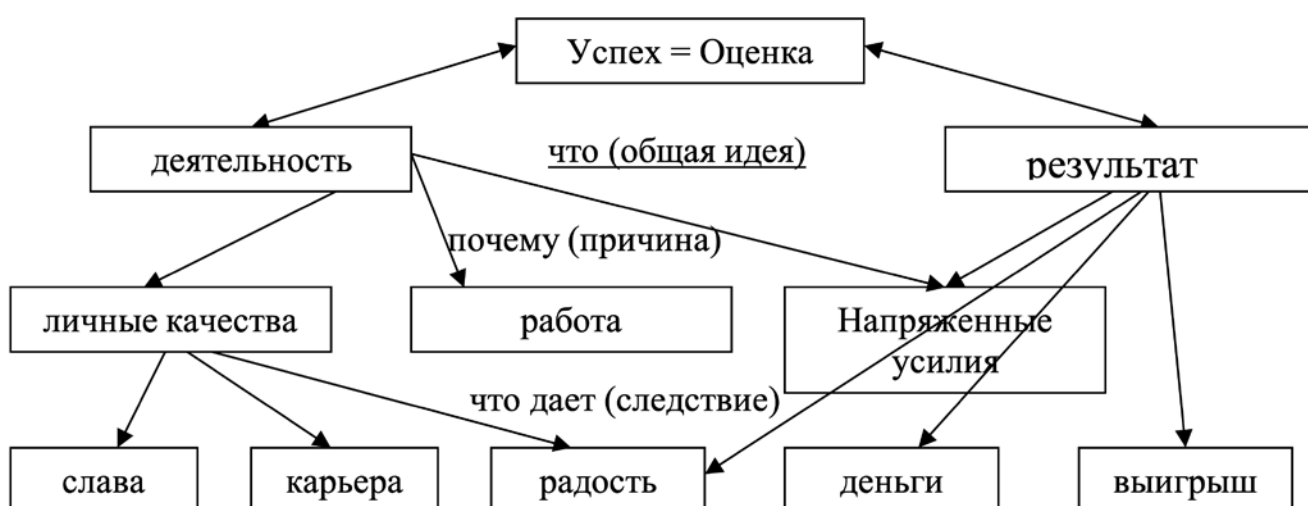 Успех = Оценка
деятельность
что (общая идея)
результат
почему (причина)
личные качества
работа
Напряженные
усилия
что дает (следствие)
слава
карьера
радость
деньги
выигрыш